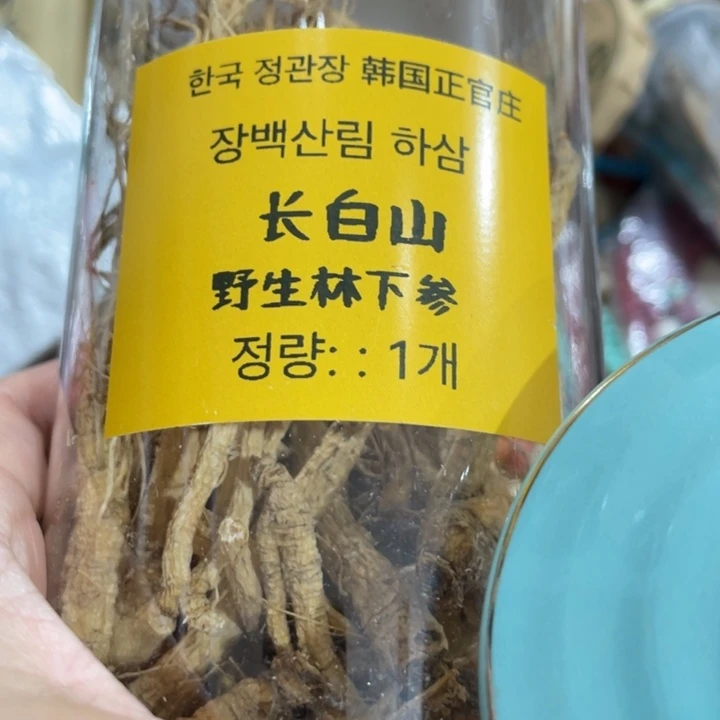 한국 정관장 韩国正官庄
장백산림 하삼
长白山
野生林下参
정량: : 1개